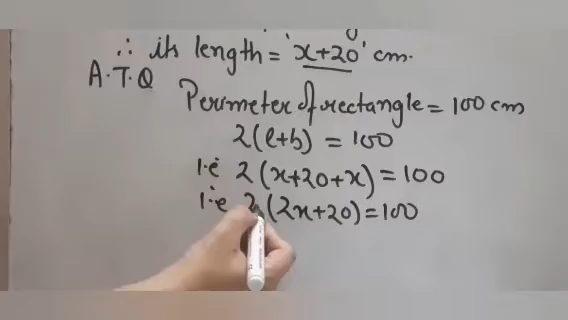 ∴ its length = 'x+20' cm.
A.T.Q
Perimeter of rectangle = 100 cm
2(l+b) = 100
i.e 2(x+20+x) = 100
i.e 2(2x+20) = 100